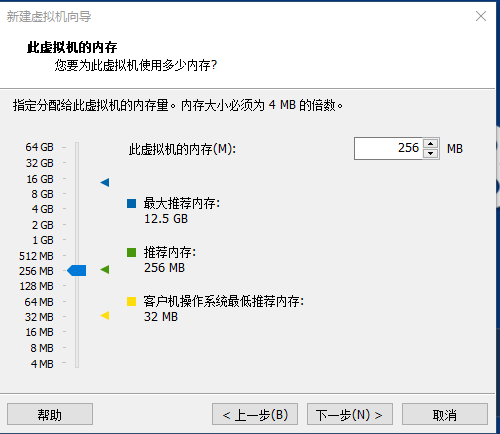 新建虚拟机向导
此虚拟机的内存
您要为此虚拟机使用多少内存?
指定分配给此虚拟机的内存量。内存大小必须为 4 MB 的倍数。
此虚拟机的内存(M): 256 MB
64 GB
32 GB
16 GB
8 GB
4 GB
2 GB
1 GB
512 MB
256 MB
128 MB
64 MB
32 MB
16 MB
8 MB
4 MB
最大推荐内存:
12.5 GB
推荐内存:
256 MB
客户机操作系统最低推荐内存:
32 MB
帮助 < 上一步(B) 下一步(N) > 取消